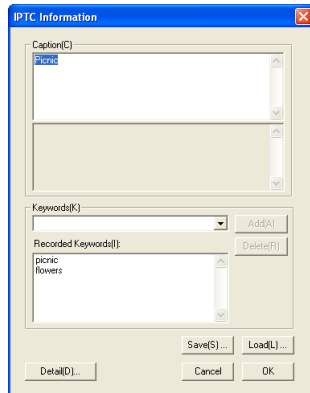 IPTC Information
Caption(C)
Picnic
Keywords(K)
Add(A)
Recorded Keywords(I):
Delete(R)
picnic
flowers
Save(S) ...
Load(L) ...
Detail(D)...
Cancel
OK